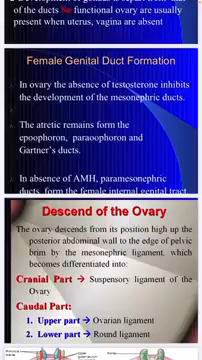 of the ducts So functional ovary are usually
present when uterus, vagina are absent
Female Genital Duct Formation
In ovary the absence of testosterone inhibits
the development of the mesonephric ducts.
The atretic remains form the
epoophoron, paraoophoron and
Gartner’s ducts.
In absence of AMH, paramesonephric
ducts form the female internal genital tract
Descend of the Ovary
The ovary descends from its position high up the
posterior abdominal wall to the edge of pelvic
brim by the mesonephric ligament, which
becomes differentiated into:
Cranial Part → Suspensory ligament of the
Ovary
Caudal Part:
1. Upper part → Ovarian ligament
2. Lower part → Round ligament